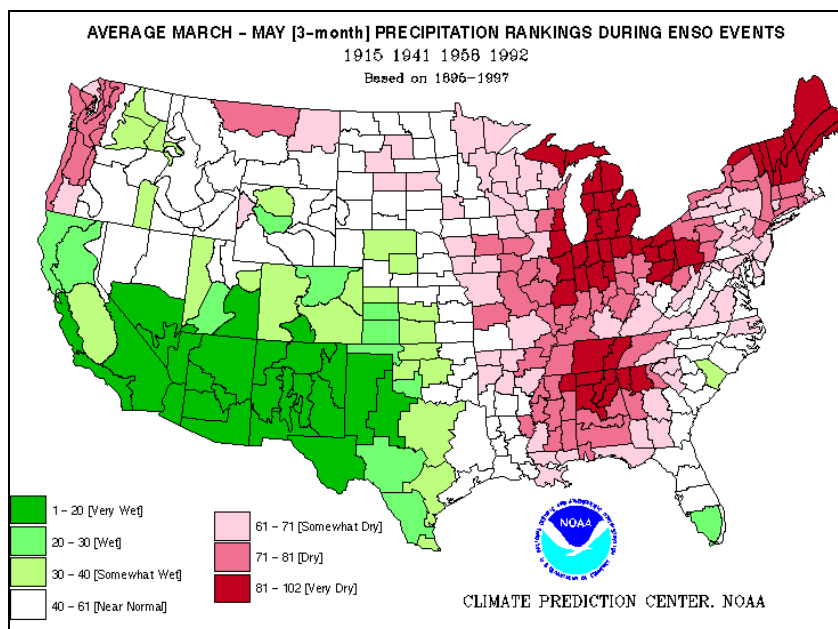 AVERAGE MARCH - MAY [3-month] PRECIPITATION RANKINGS DURING ENSO EVENTS
1915 1941 1958 1992
Based on 1895-1997
1 - 20 [Very Wet]
20 - 30 [Wet]
30 - 40 [Somewhat Wet]
40 - 61 [Near Normal]
61 - 71 [Somewhat Dry]
71 - 81 [Dry]
81 - 102 [Very Dry]
NOAA
CLIMATE PREDICTION CENTER, NOAA